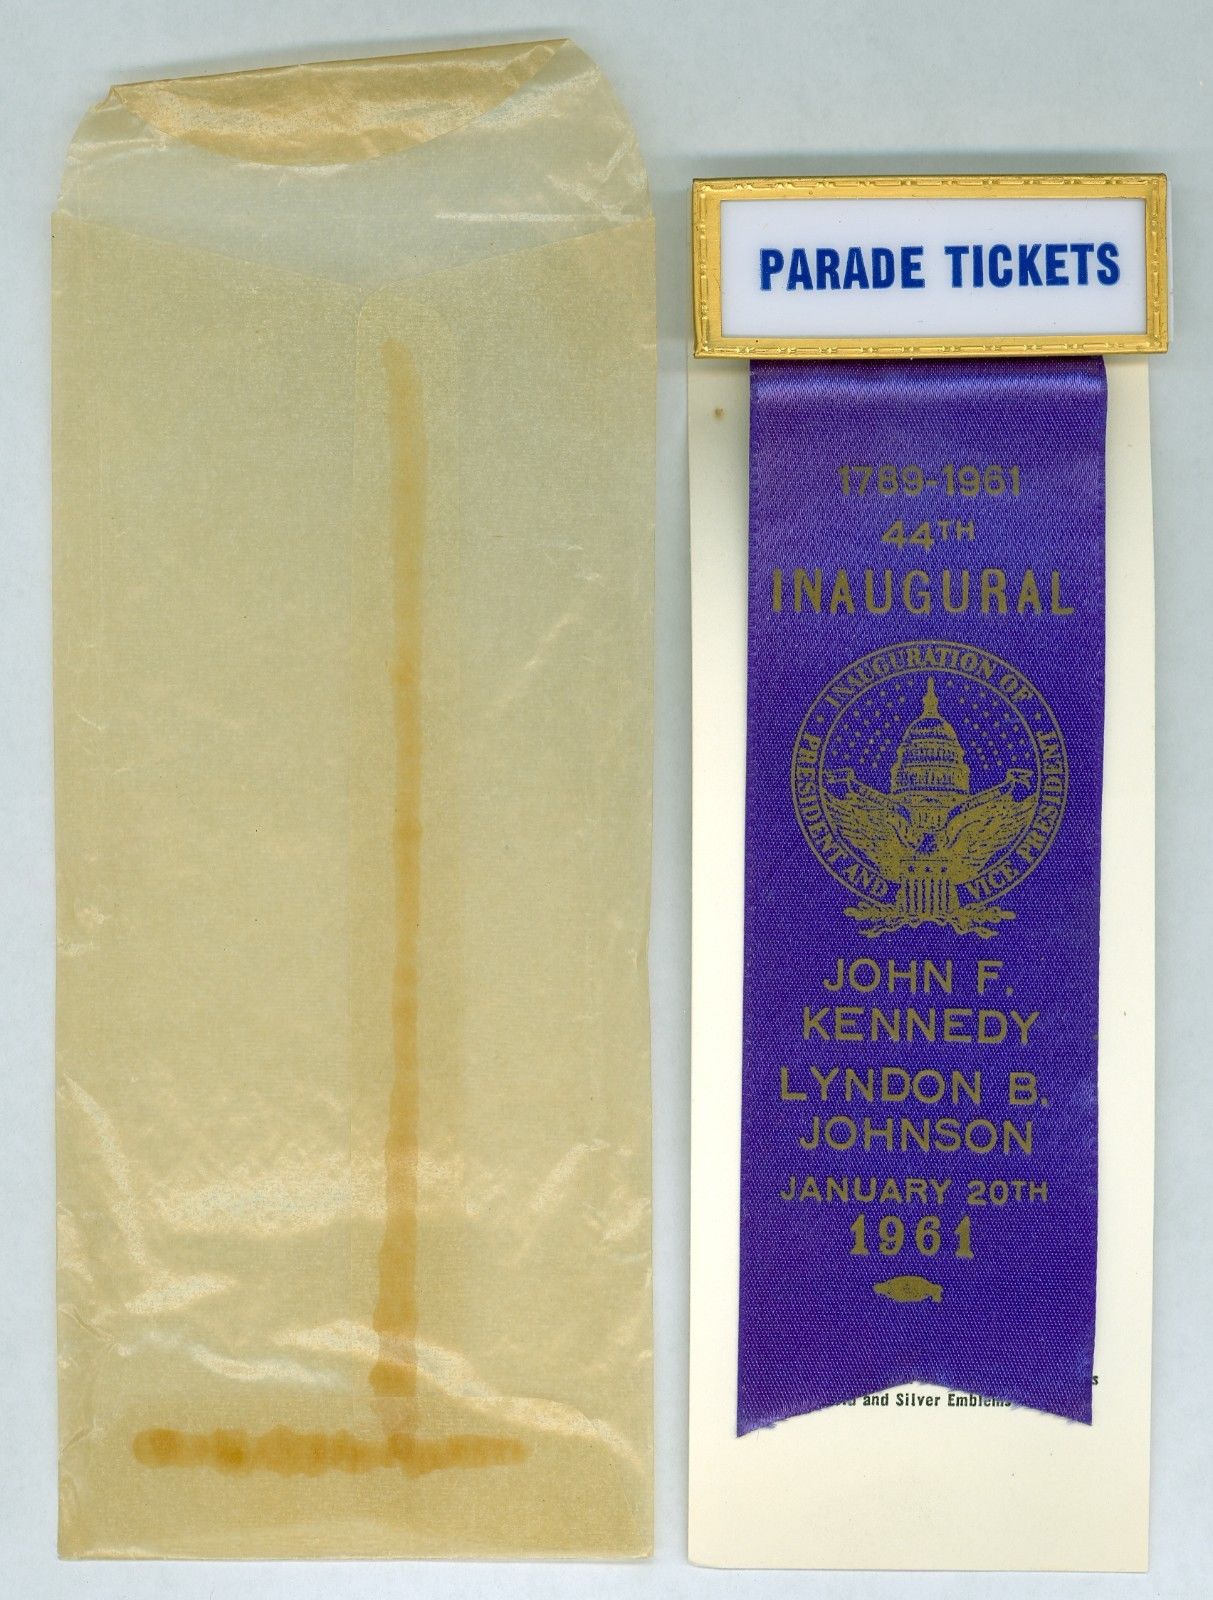 PARADE TICKETS
1789-1961
44TH
INAUGURAL
INAUGURATION OF
PRESIDENT AND
VICE PRESIDENT
JOHN F.
KENNEDY
LYNDON B.
JOHNSON
JANUARY 20TH
1961
and Silver Emblems